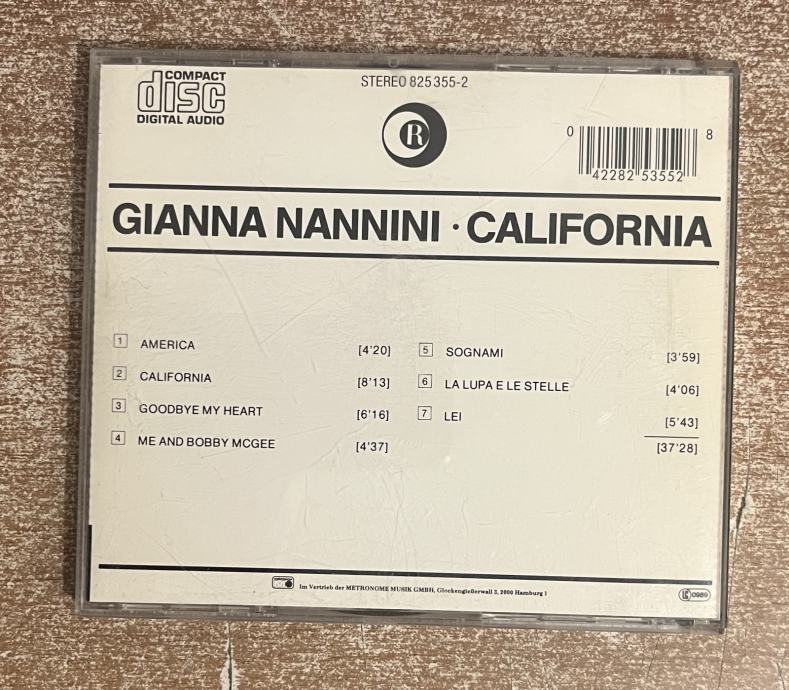 COMPACT
disc
DIGITAL AUDIO
STEREO 825 355-2
R
0 42282 53552 8
GIANNA NANNINI · CALIFORNIA
1 AMERICA [4'20]
2 CALIFORNIA [8'13]
3 GOODBYE MY HEART [6'16]
4 ME AND BOBBY MCGEE [4'37]
5 SOGNAMI [3'59]
6 LA LUPA E LE STELLE [4'06]
7 LEI [5'43]
[37'28]
Im Vertrieb der METRONOME MUSIK GMBH, Glockengießerwall 3, 2000 Hamburg 1
LC 0989